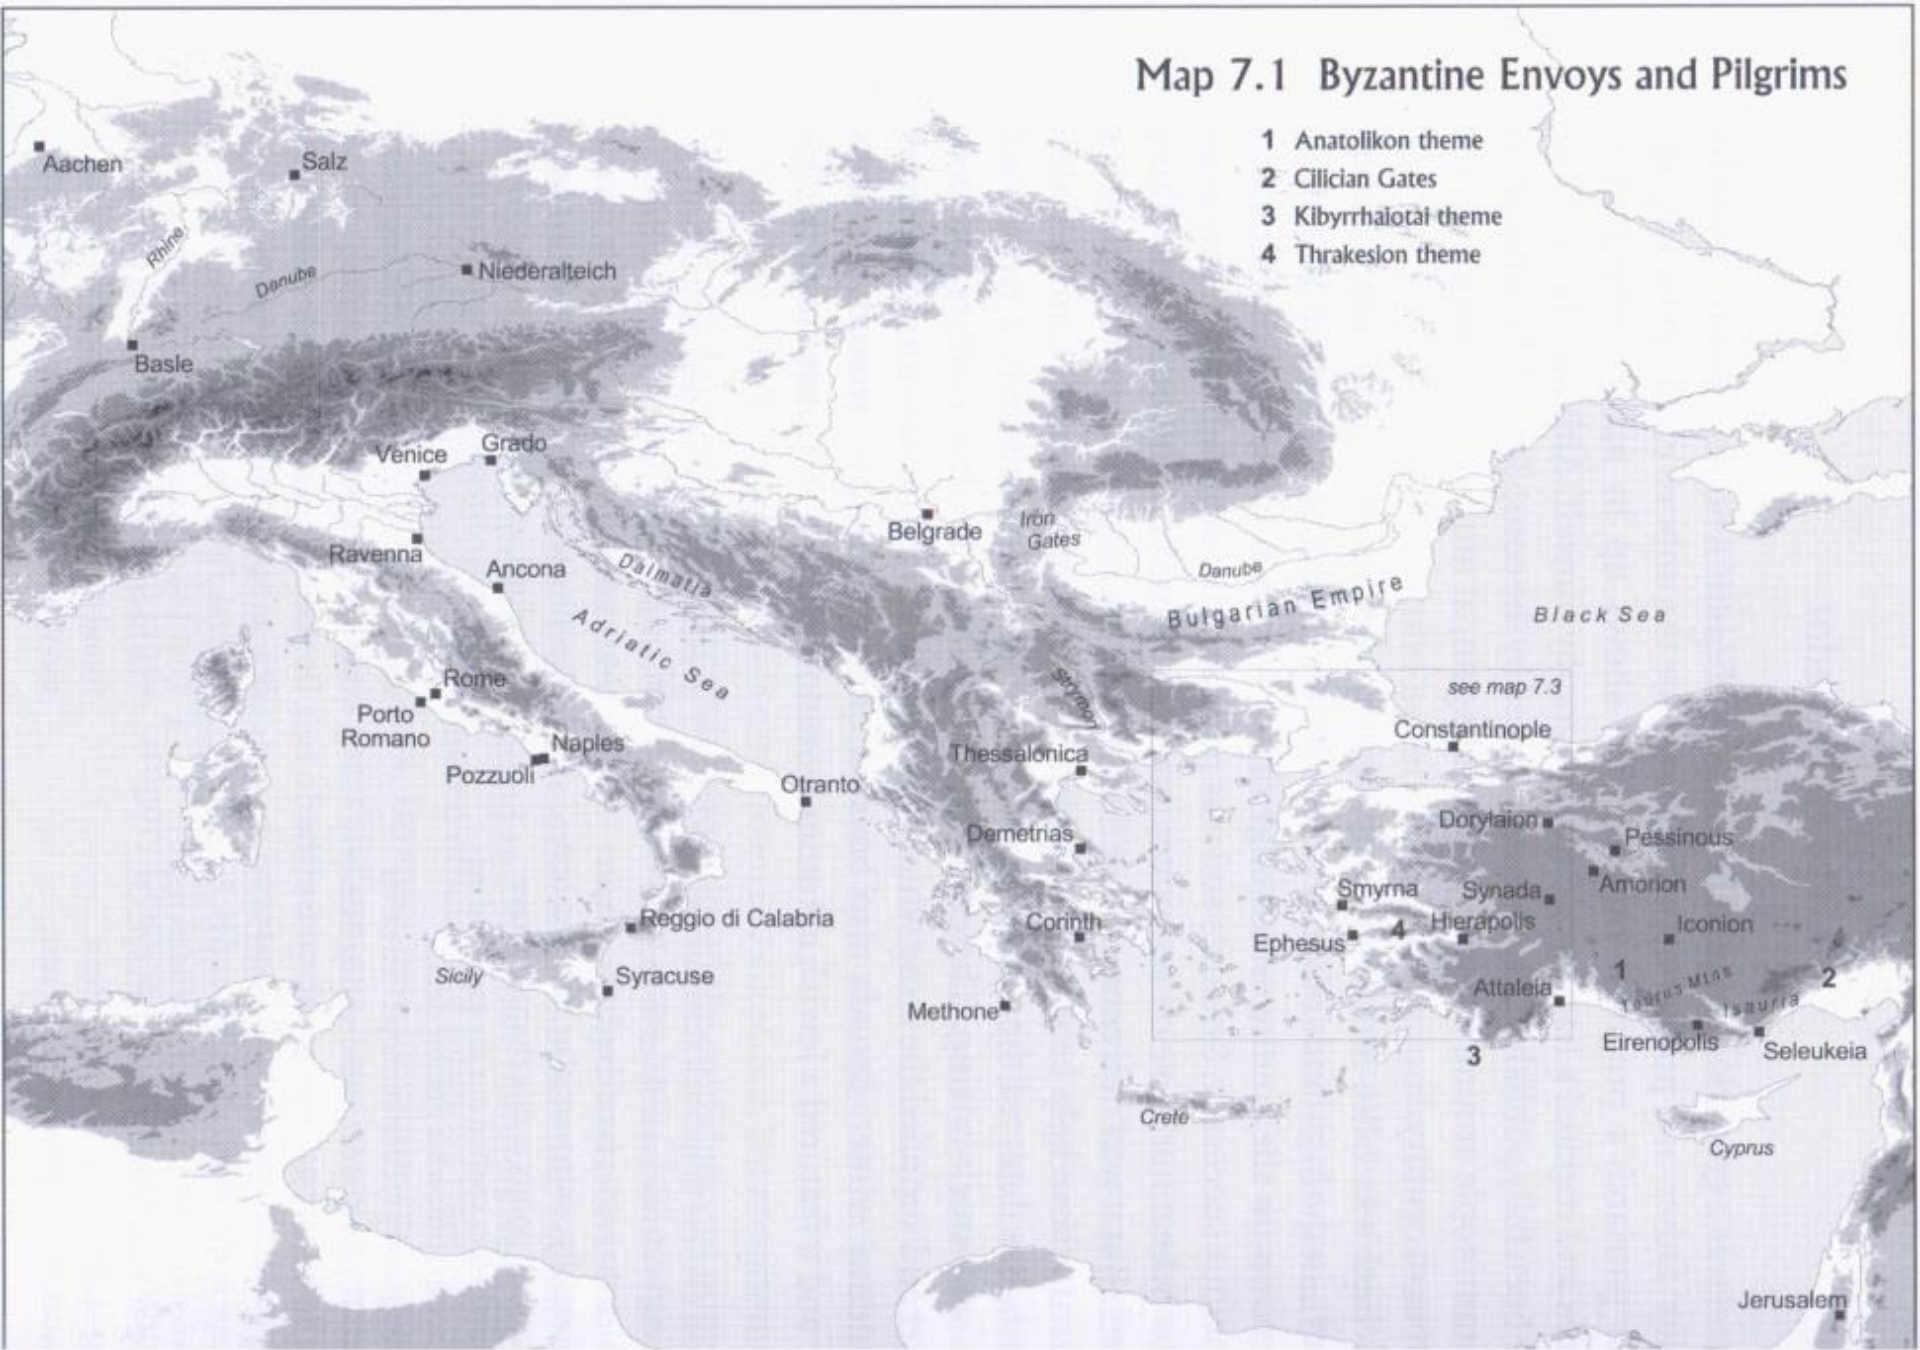 Map 7.1 Byzantine Envoys and Pilgrims
1 Anatolikon theme
2 Cilician Gates
3 Kibyrrhaiotai theme
4 Thrakesion theme
Aachen
Salz
Rhine
Danube
Niederalteich
Basle
Venice
Grado
Ravenna
Ancona
Dalmatia
Adriatic Sea
Belgrade
Iron
Gates
Danube
Bulgarian Empire
Black Sea
Rome
Porto
Romano
Naples
Pozzuoli
Otranto
Strymon
see map 7.3
Constantinople
Thessalonica
Demetrias
Dorylaion
Pessinous
Amorion
Smyrna
Synada
Hierapolis
4
Ephesus
Iconion
Reggio di Calabria
Sicily
Syracuse
Corinth
Methone
Attaleia
1
Taurus Mtns
2
Isauria
Eirenopolis
Seleukeia
3
Crete
Cyprus
Jerusalem